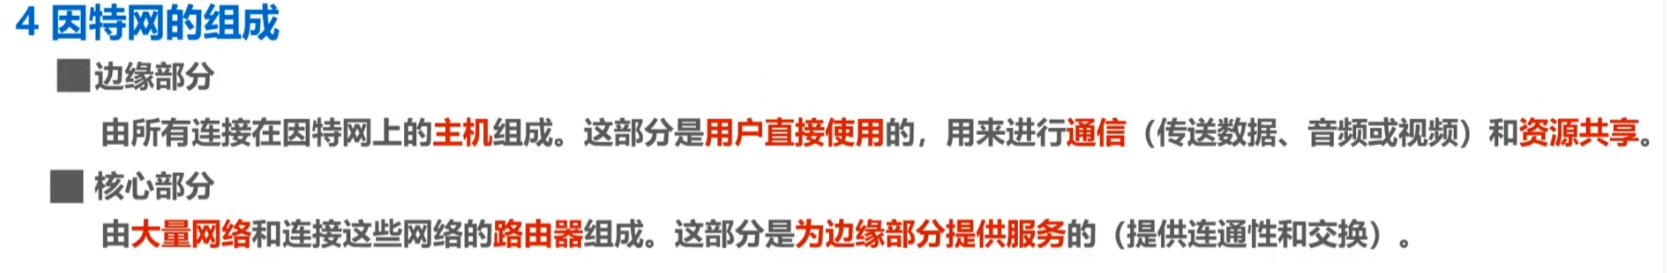 4 因特网的组成
边缘部分
由所有连接在因特网上的主机组成。这部分是用户直接使用的，用来进行通信（传送数据、音频或视频）和资源共享。
核心部分
由大量网络和连接这些网络的路由器组成。这部分是为边缘部分提供服务的（提供连通性和交换）。